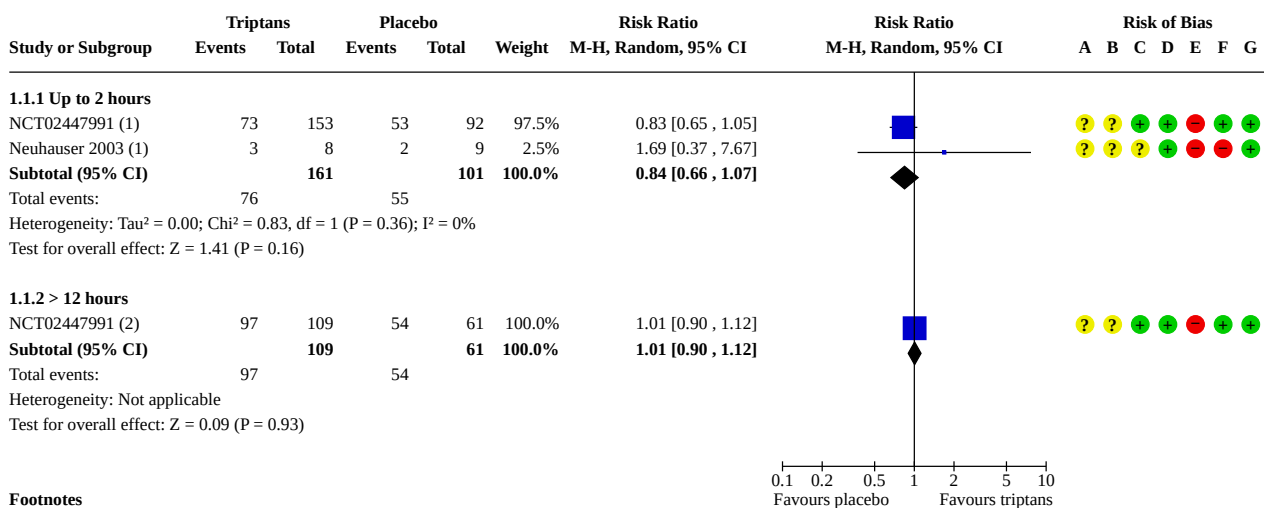 Triptans Placebo Risk Ratio Risk Ratio Risk of Bias
Study or Subgroup Events Total Events Total Weight M-H, Random, 95% CI M-H, Random, 95% CI A B C D E F G
1.1.1 Up to 2 hours
NCT02447991 (1) 73 153 53 92 97.5% 0.83 [0.65 , 1.05] ? ? + + − + +
Neuhauser 2003 (1) 3 8 2 9 2.5% 1.69 [0.37 , 7.67] ? ? ? + − − +
Subtotal (95% CI) 161 101 100.0% 0.84 [0.66 , 1.07]
Total events: 76 55
Heterogeneity: Tau² = 0.00; Chi² = 0.83, df = 1 (P = 0.36); I² = 0%
Test for overall effect: Z = 1.41 (P = 0.16)
1.1.2 > 12 hours
NCT02447991 (2) 97 109 54 61 100.0% 1.01 [0.90 , 1.12] ? ? + + − + +
Subtotal (95% CI) 109 61 100.0% 1.01 [0.90 , 1.12]
Total events: 97 54
Heterogeneity: Not applicable
Test for overall effect: Z = 0.09 (P = 0.93)
0.1 0.2 0.5 1 2 5 10
Footnotes Favours placebo Favours triptans